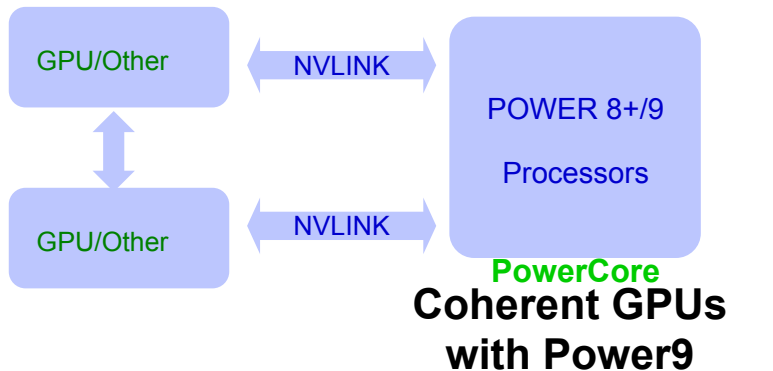 GPU/Other
NVLINK
POWER 8+/9
Processors
GPU/Other
NVLINK
PowerCore
Coherent GPUs
with Power9